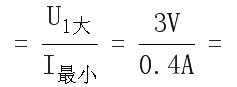 = U₁大/I最小 = 3V/0.4A =